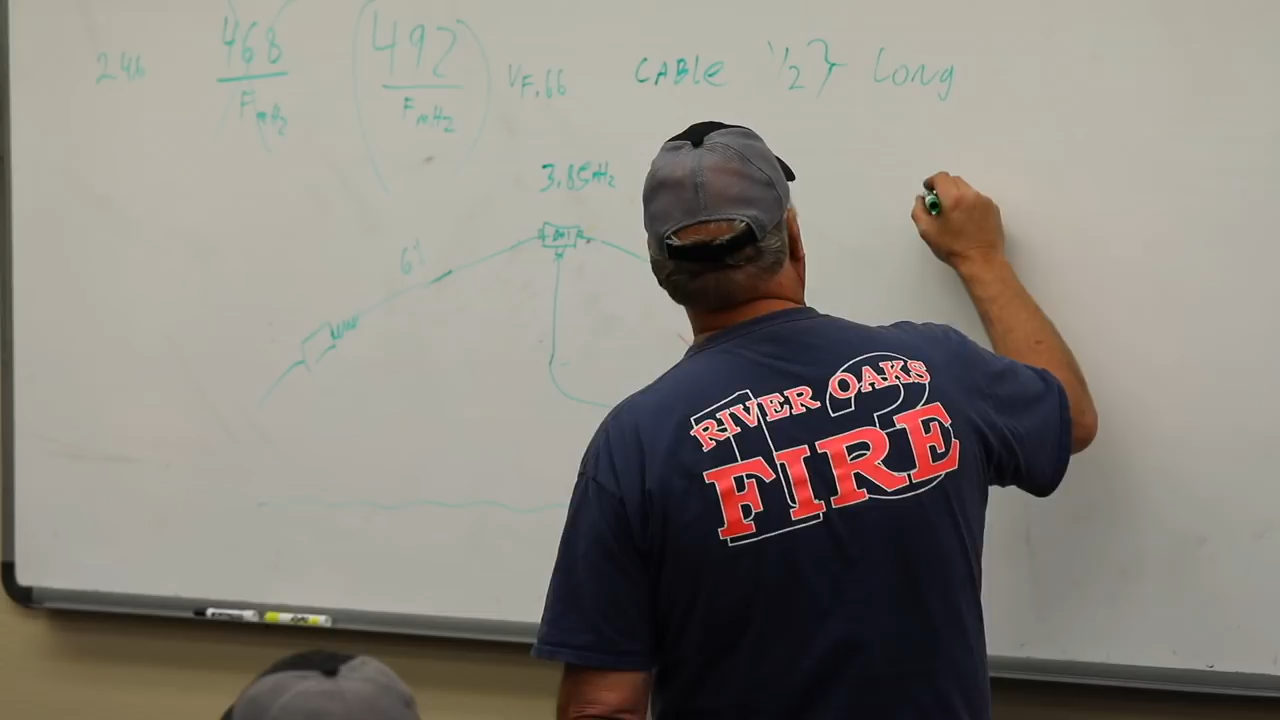 246
468
FmHz
492
FmHz
VF.66
CABLE 1/2 λ Long
3.85mHz
6'
RIVER OAKS
13
FIRE